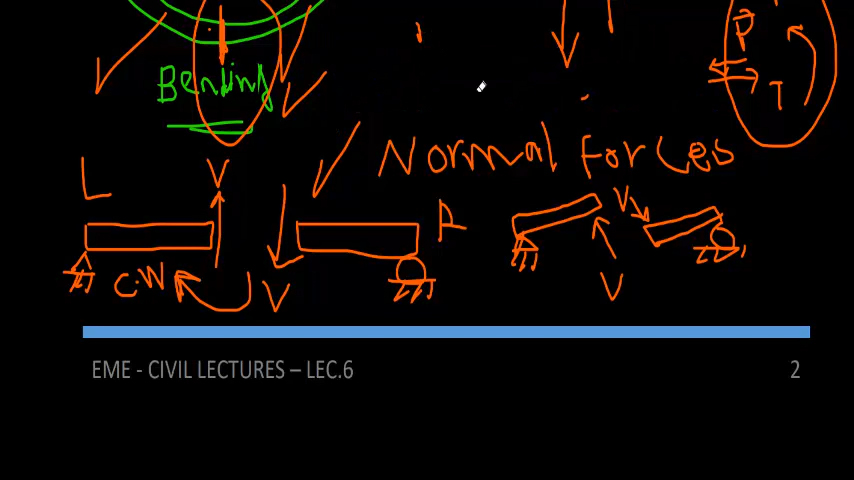 P
T
Bending
Normal Forces
L V R V
C.W V V
EME - CIVIL LECTURES – LEC.6 2